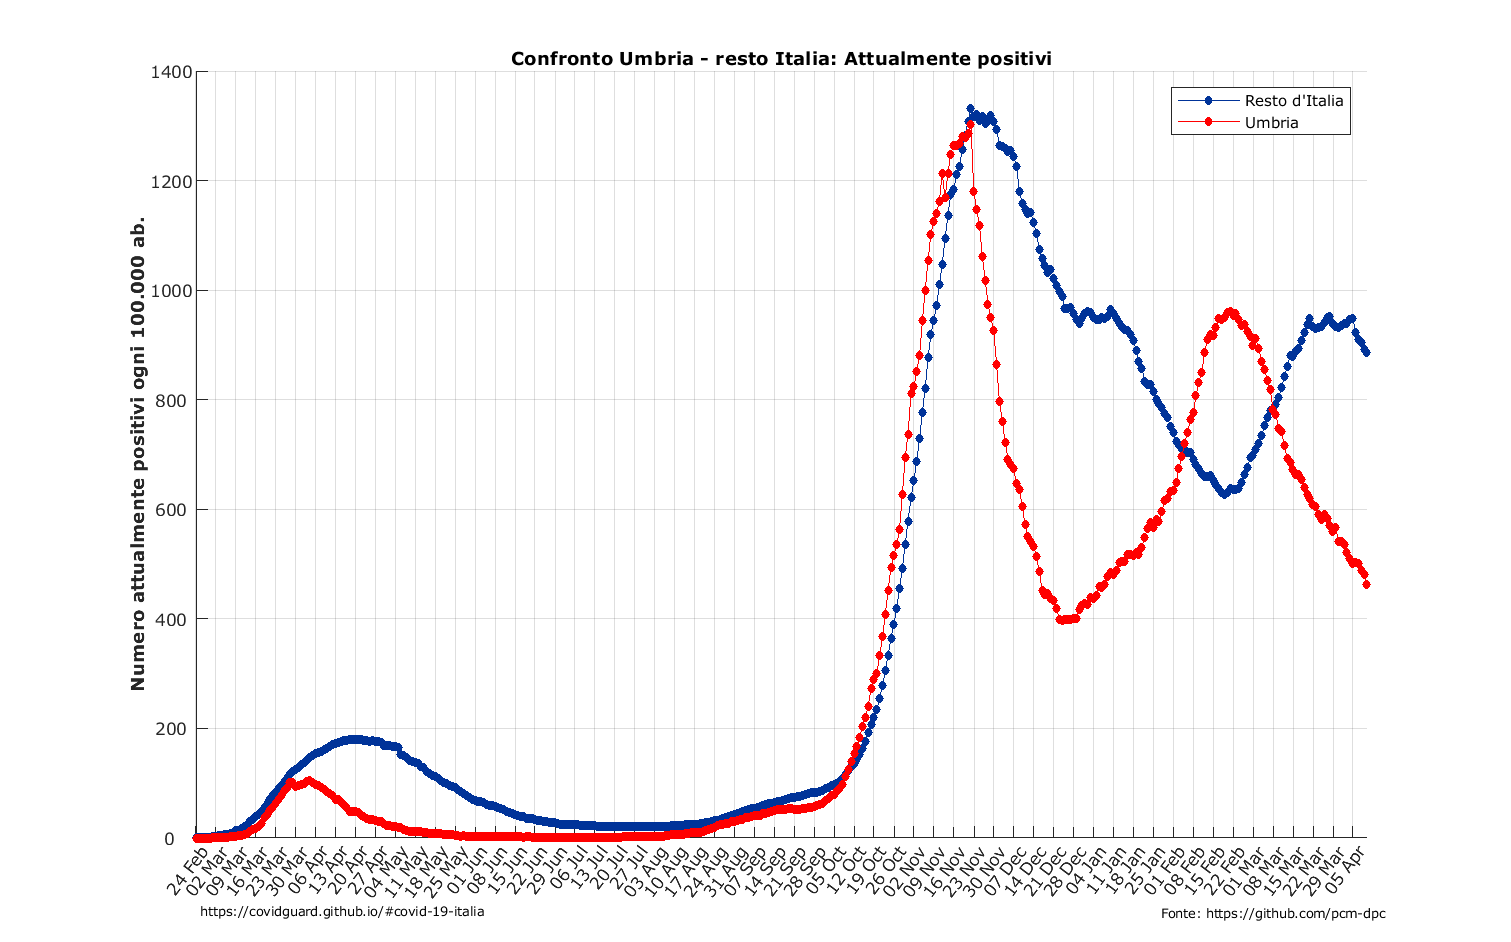 Confronto Umbria - resto Italia: Attualmente positivi
Numero attualmente positivi ogni 100.000 ab.
1400
1200
1000
800
600
400
200
0
Resto d'Italia
Umbria
24 Feb
02 Mar
09 Mar
16 Mar
23 Mar
30 Mar
06 Apr
13 Apr
20 Apr
27 Apr
04 May
11 May
18 May
25 May
01 Jun
08 Jun
15 Jun
22 Jun
29 Jun
06 Jul
13 Jul
20 Jul
27 Jul
03 Aug
10 Aug
17 Aug
24 Aug
31 Aug
07 Sep
14 Sep
21 Sep
28 Sep
05 Oct
12 Oct
19 Oct
26 Oct
02 Nov
09 Nov
16 Nov
23 Nov
30 Nov
07 Dec
14 Dec
21 Dec
28 Dec
04 Jan
11 Jan
18 Jan
25 Jan
01 Feb
08 Feb
15 Feb
22 Feb
01 Mar
08 Mar
15 Mar
22 Mar
29 Mar
05 Apr
https://covidguard.github.io/#covid-19-italia
Fonte: https://github.com/pcm-dpc